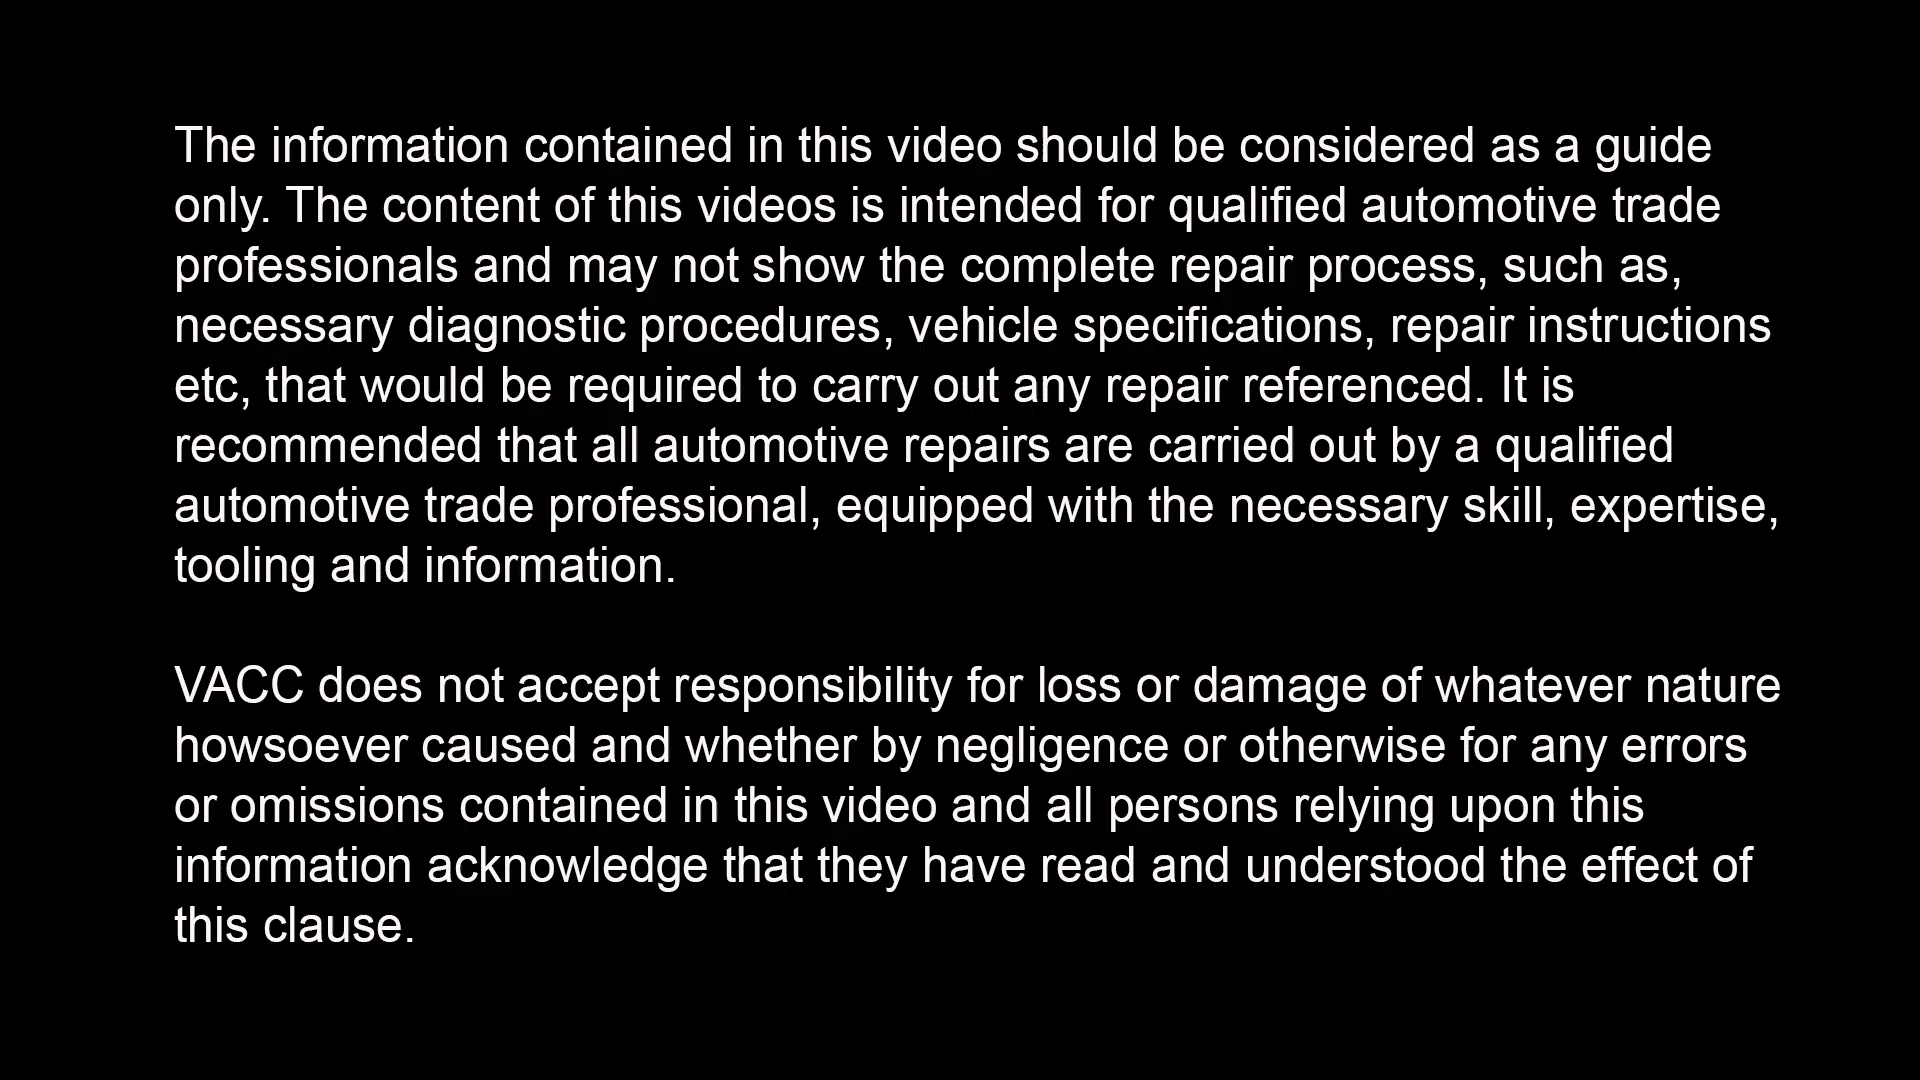 The information contained in this video should be considered as a guide
only. The content of this videos is intended for qualified automotive trade
professionals and may not show the complete repair process, such as,
necessary diagnostic procedures, vehicle specifications, repair instructions
etc, that would be required to carry out any repair referenced. It is
recommended that all automotive repairs are carried out by a qualified
automotive trade professional, equipped with the necessary skill, expertise,
tooling and information.
VACC does not accept responsibility for loss or damage of whatever nature
howsoever caused and whether by negligence or otherwise for any errors
or omissions contained in this video and all persons relying upon this
information acknowledge that they have read and understood the effect of
this clause.